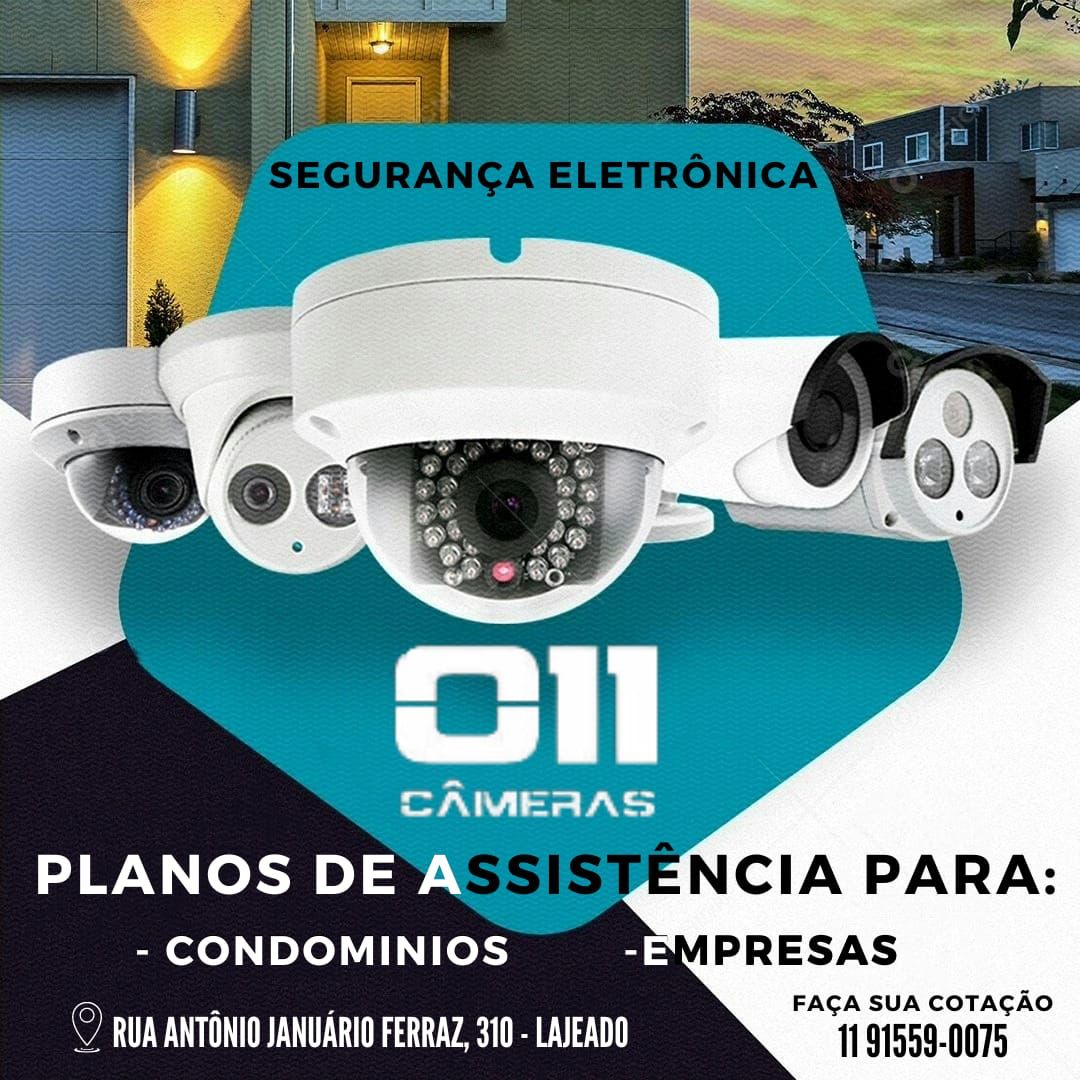 SEGURANÇA ELETRÔNICA
011
CÂMERAS
PLANOS DE ASSISTÊNCIA PARA:
- CONDOMINIOS -EMPRESAS
FAÇA SUA COTAÇÃO
RUA ANTÔNIO JANUÁRIO FERRAZ, 310 - LAJEADO
11 91559-0075